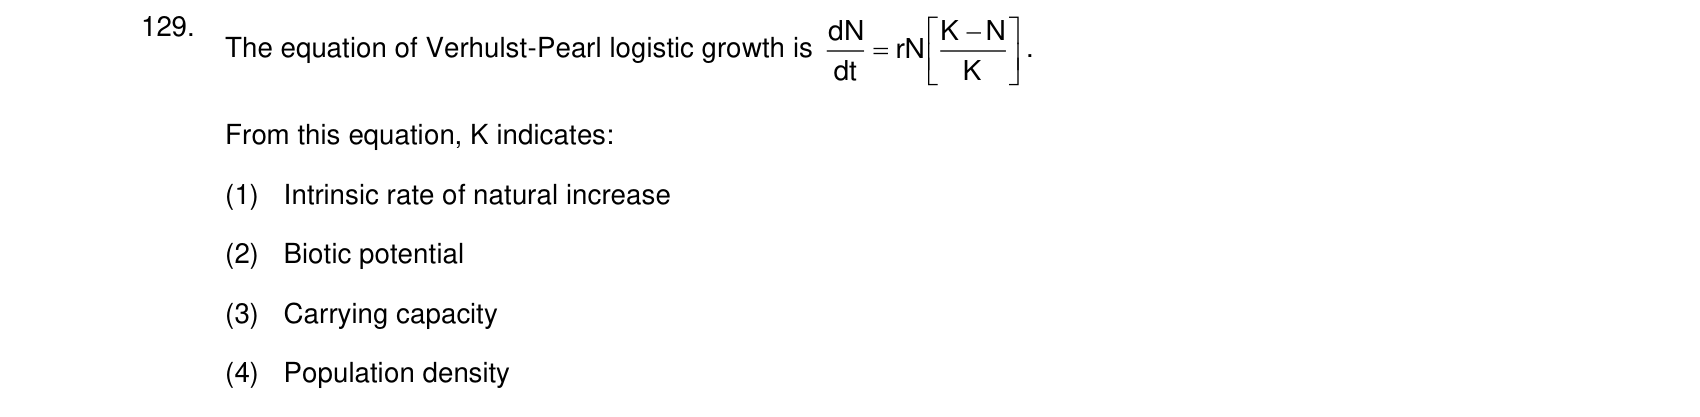 129. The equation of Verhulst-Pearl logistic growth is dN/dt = rN[(K – N)/K].
From this equation, K indicates:
(1) Intrinsic rate of natural increase
(2) Biotic potential
(3) Carrying capacity
(4) Population density